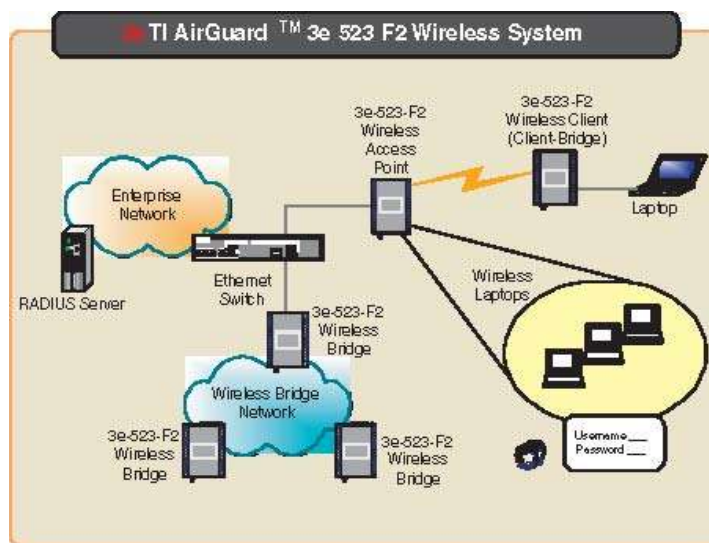 3e TI AirGuard TM 3e 523 F2 Wireless System
3e-523-F2
Wireless
Access
Point
3e-523-F2
Wireless Client
(Client-Bridge)
Laptop
Enterprise
Network
RADIUS Server
Ethernet
Switch
Wireless
Laptops
3e-523-F2
Wireless
Bridge
Wireless Bridge
Network
3e-523-F2
Wireless
Bridge
3e-523-F2
Wireless
Bridge
Username ___
Password ___